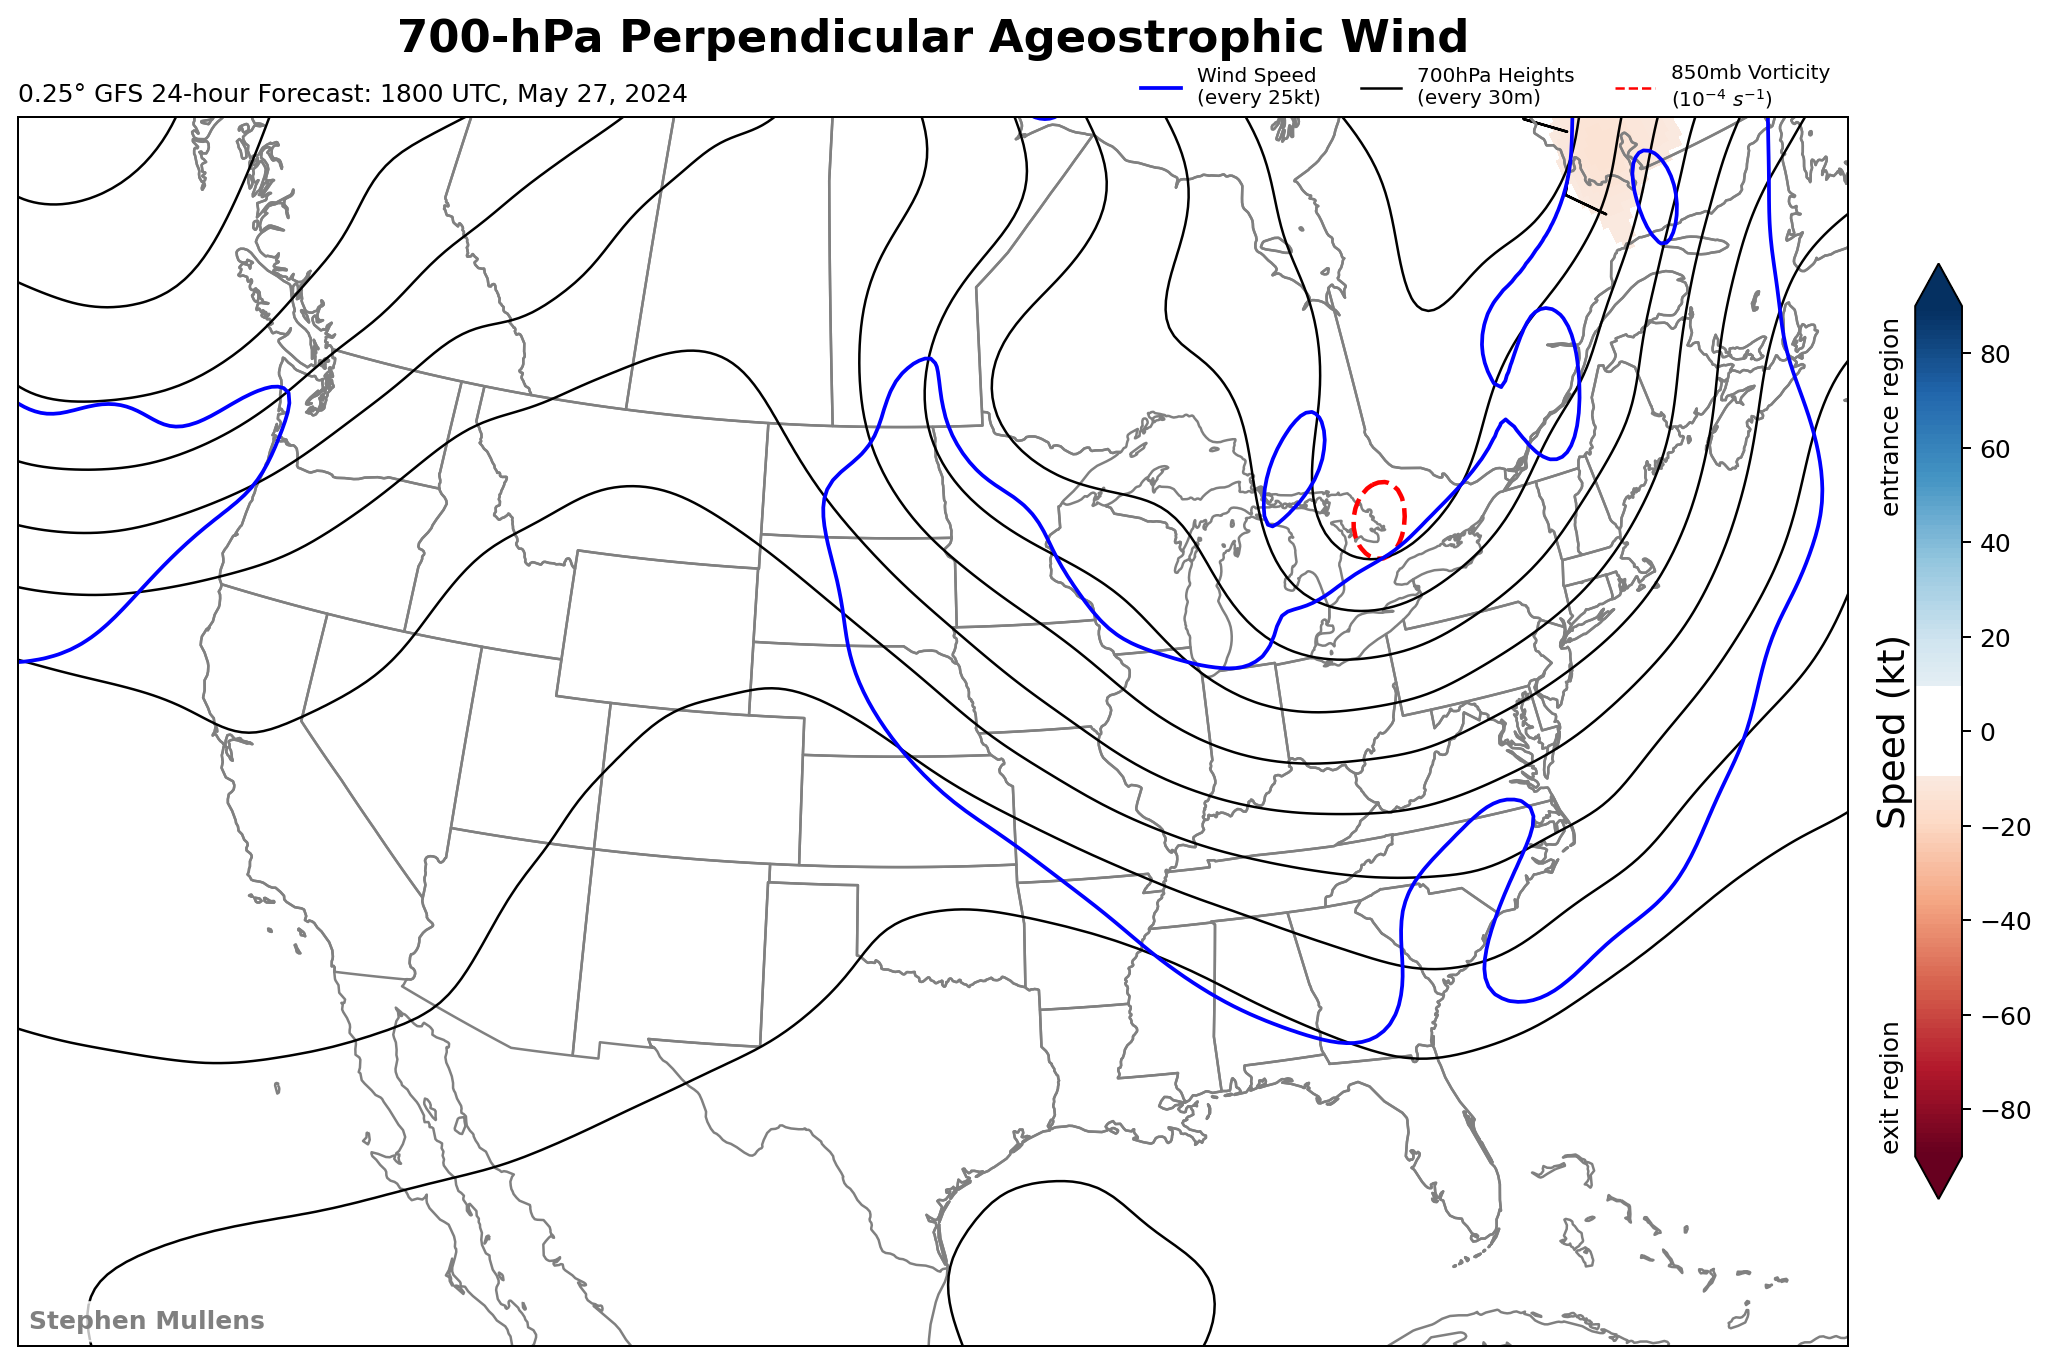 700-hPa Perpendicular Ageostrophic Wind
0.25° GFS 24-hour Forecast: 1800 UTC, May 27, 2024
Wind Speed
(every 25kt)
700hPa Heights
(every 30m)
850mb Vorticity
(10⁻⁴ s⁻¹)
entrance region
Speed (kt)
exit region
80
60
40
20
0
−20
−40
−60
−80
Stephen Mullens